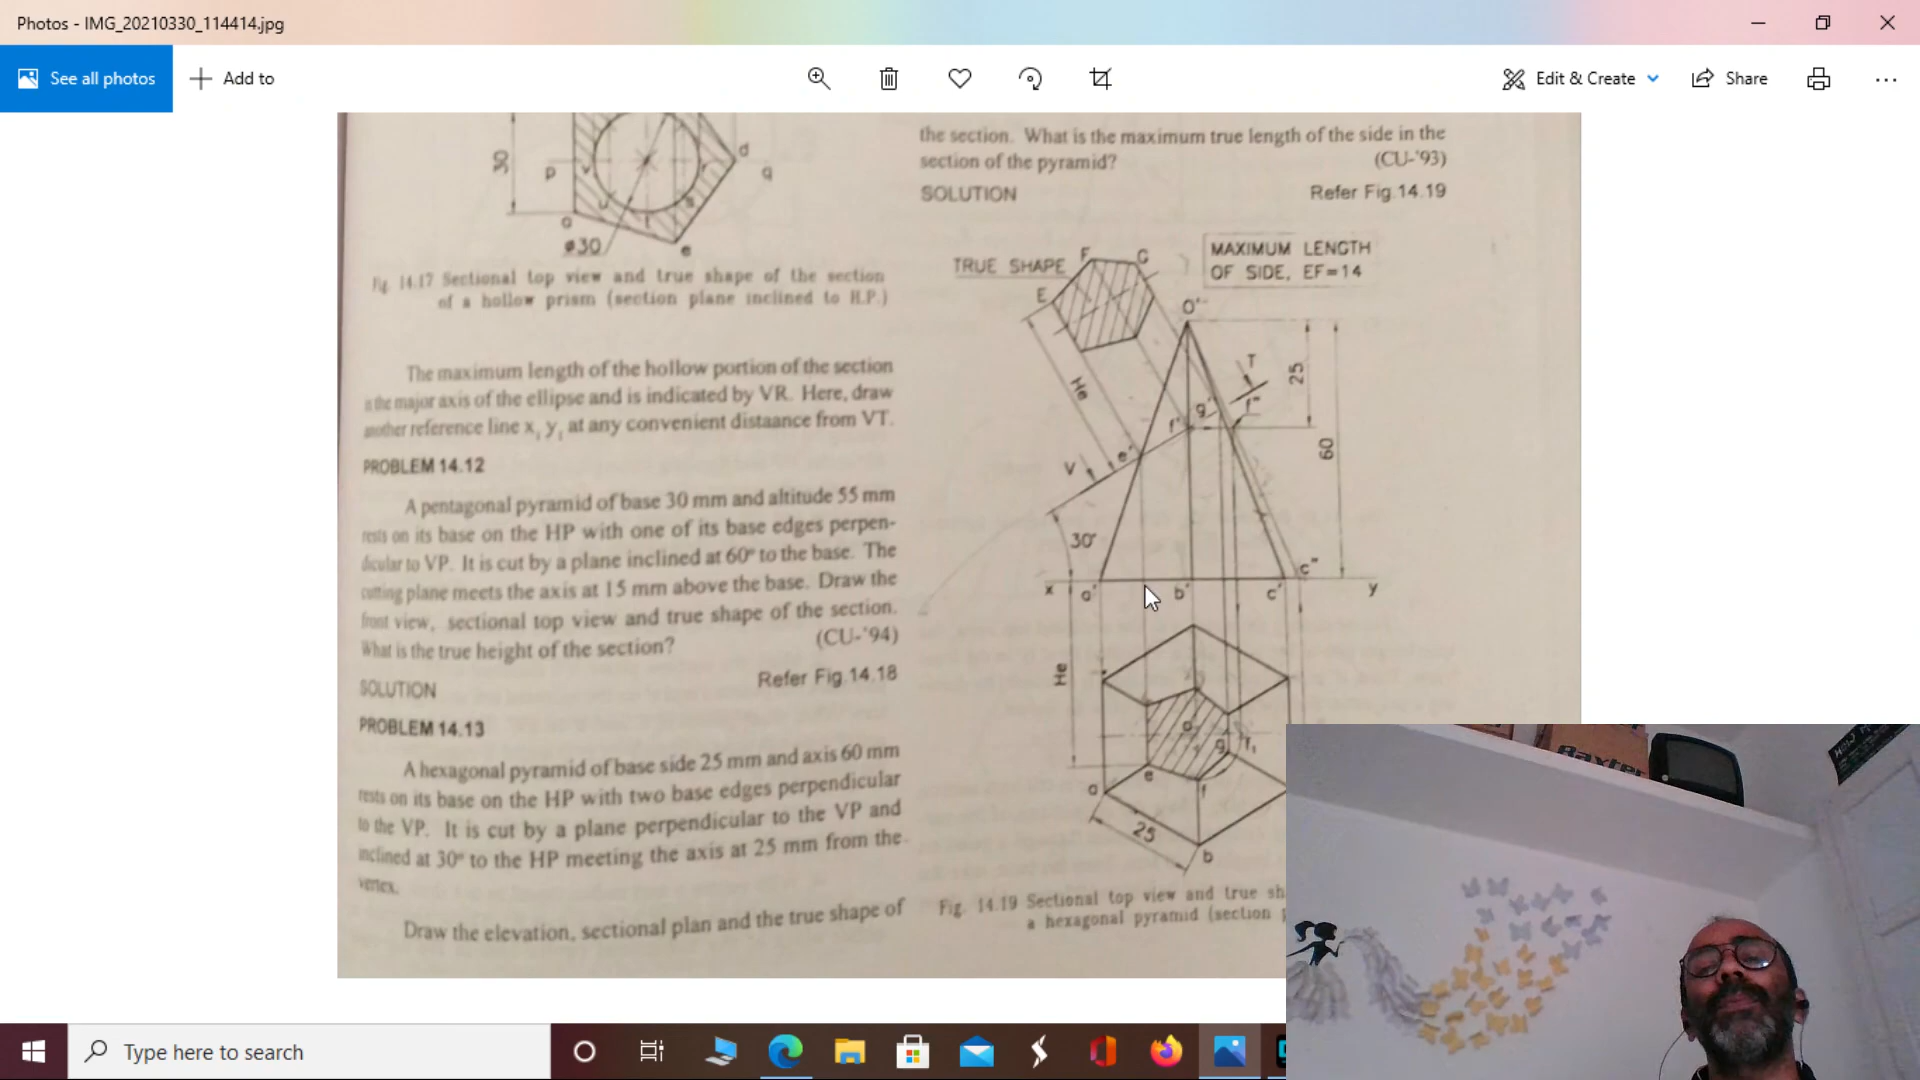 Photos - IMG_20210330_114414.jpg
See all photos
Add to
Edit & Create
Share
50
p
v
r
d
q
u
s
a
t
ø30
e
Fig. 14.17 Sectional top view and true shape of the section
of a hollow prism (section plane inclined to H.P.)
The maximum length of the hollow portion of the section
is the major axis of the ellipse and is indicated by VR. Here, draw
another reference line x₁ y₁ at any convenient distaance from VT.
PROBLEM 14.12
A pentagonal pyramid of base 30 mm and altitude 55 mm
rests on its base on the HP with one of its base edges perpen-
dicular to VP. It is cut by a plane inclined at 60° to the base. The
cutting plane meets the axis at 15 mm above the base. Draw the
front view, sectional top view and true shape of the section.
What is the true height of the section?
(CU-'94)
SOLUTION
Refer Fig.14.18
PROBLEM 14.13
A hexagonal pyramid of base side 25 mm and axis 60 mm
rests on its base on the HP with two base edges perpendicular
to the VP. It is cut by a plane perpendicular to the VP and
inclined at 30° to the HP meeting the axis at 25 mm from the
vertex.
Draw the elevation, sectional plan and the true shape of
the section. What is the maximum true length of the side in the
section of the pyramid?
(CU-'93)
SOLUTION
Refer Fig.14.19
TRUE SHAPE
F
G
E
MAXIMUM LENGTH
OF SIDE, EF=14
O'
He
T
25
g'
f'
f"
60
V
e'
30°
c"
x
a'
b'
c'
y
He
o
g
f₁
e
f
a
25
b
Fig. 14.19 Sectional top view and true sh
a hexagonal pyramid (section
Baxter
Type here to search